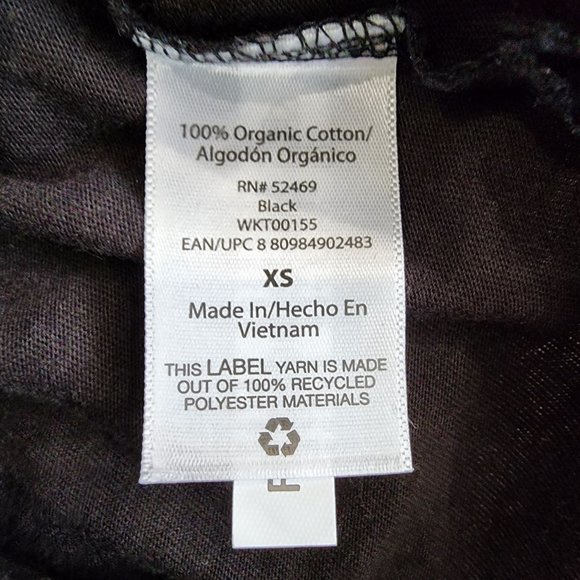 100% Organic Cotton/
Algodón Orgánico
RN# 52469
Black
WKT00155
EAN/UPC 8 80984902483
XS
Made In/Hecho En
Vietnam
THIS LABEL YARN IS MADE
OUT OF 100% RECYCLED
POLYESTER MATERIALS